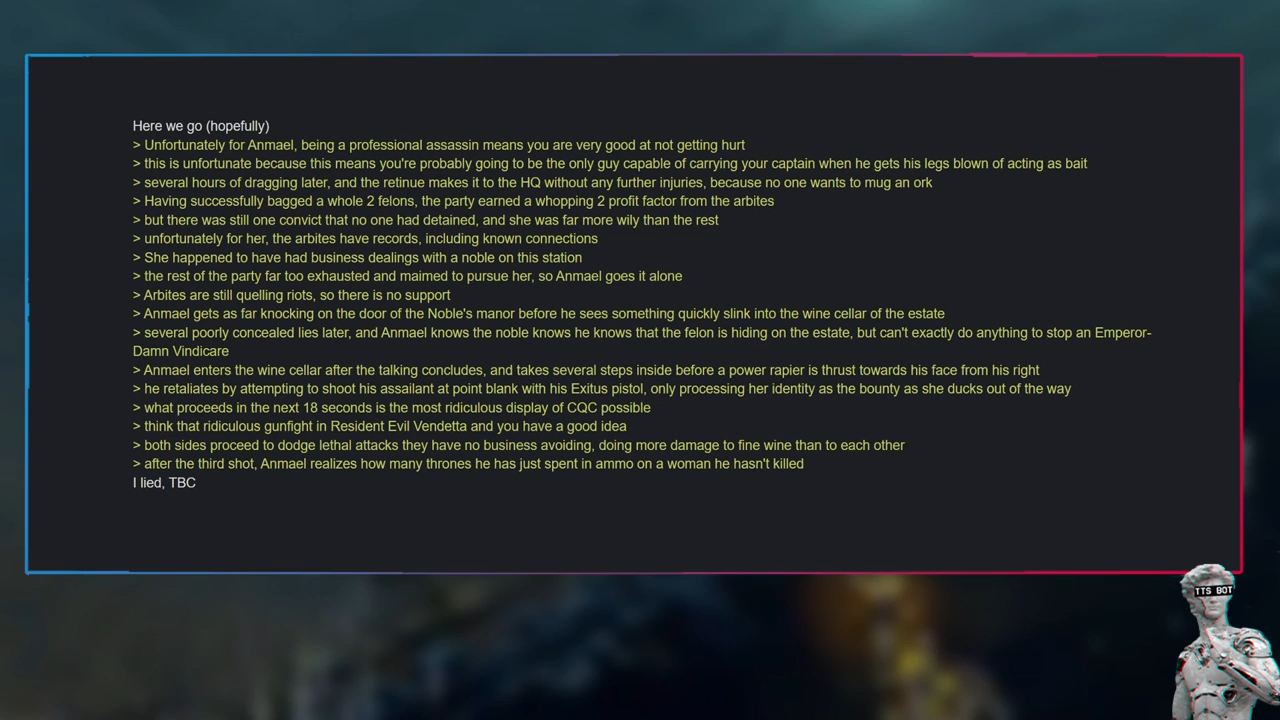 Here we go (hopefully)
> Unfortunately for Anmael, being a professional assassin means you are very good at not getting hurt
> this is unfortunate because this means you're probably going to be the only guy capable of carrying your captain when he gets his legs blown of acting as bait
> several hours of dragging later, and the retinue makes it to the HQ without any further injuries, because no one wants to mug an ork
> Having successfully bagged a whole 2 felons, the party earned a whopping 2 profit factor from the arbites
> but there was still one convict that no one had detained, and she was far more wily than the rest
> unfortunately for her, the arbites have records, including known connections
> She happened to have had business dealings with a noble on this station
> the rest of the party far too exhausted and maimed to pursue her, so Anmael goes it alone
> Arbites are still quelling riots, so there is no support
> Anmael gets as far knocking on the door of the Noble's manor before he sees something quickly slink into the wine cellar of the estate
> several poorly concealed lies later, and Anmael knows the noble knows he knows that the felon is hiding on the estate, but can't exactly do anything to stop an Emperor-
Damn Vindicare
> Anmael enters the wine cellar after the talking concludes, and takes several steps inside before a power rapier is thrust towards his face from his right
> he retaliates by attempting to shoot his assailant at point blank with his Exitus pistol, only processing her identity as the bounty as she ducks out of the way
> what proceeds in the next 18 seconds is the most ridiculous display of CQC possible
> think that ridiculous gunfight in Resident Evil Vendetta and you have a good idea
> both sides proceed to dodge lethal attacks they have no business avoiding, doing more damage to fine wine than to each other
> after the third shot, Anmael realizes how many thrones he has just spent in ammo on a woman he hasn't killed
I lied, TBC
TTS BOT